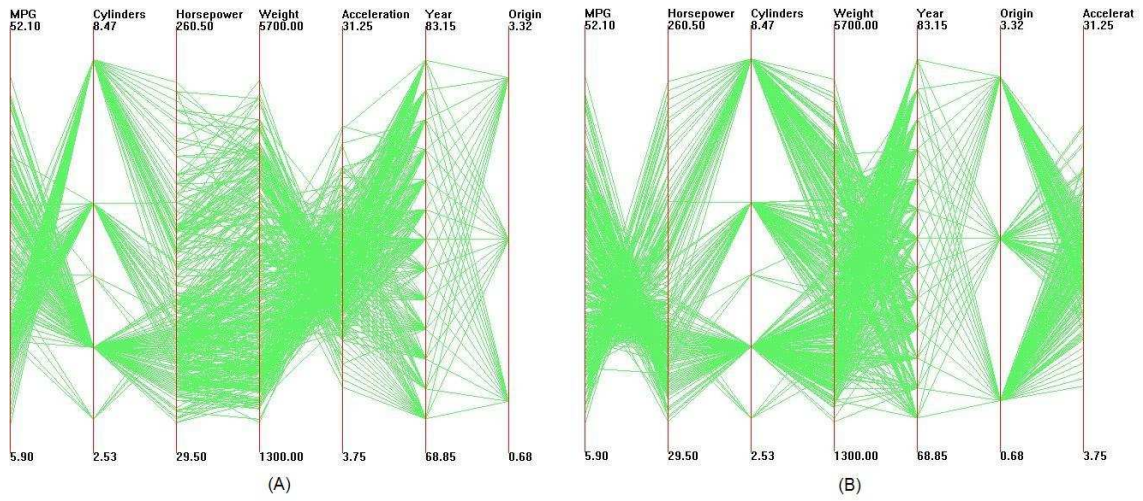 MPG Cylinders Horsepower Weight Acceleration Year Origin
52.10 8.47 260.50 5700.00 31.25 83.15 3.32
5.90 2.53 29.50 1300.00 3.75 68.85 0.68
(A)
MPG Horsepower Cylinders Weight Year Origin Accelerat
52.10 260.50 8.47 5700.00 83.15 3.32 31.25
5.90 29.50 2.53 1300.00 68.85 0.68 3.75
(B)